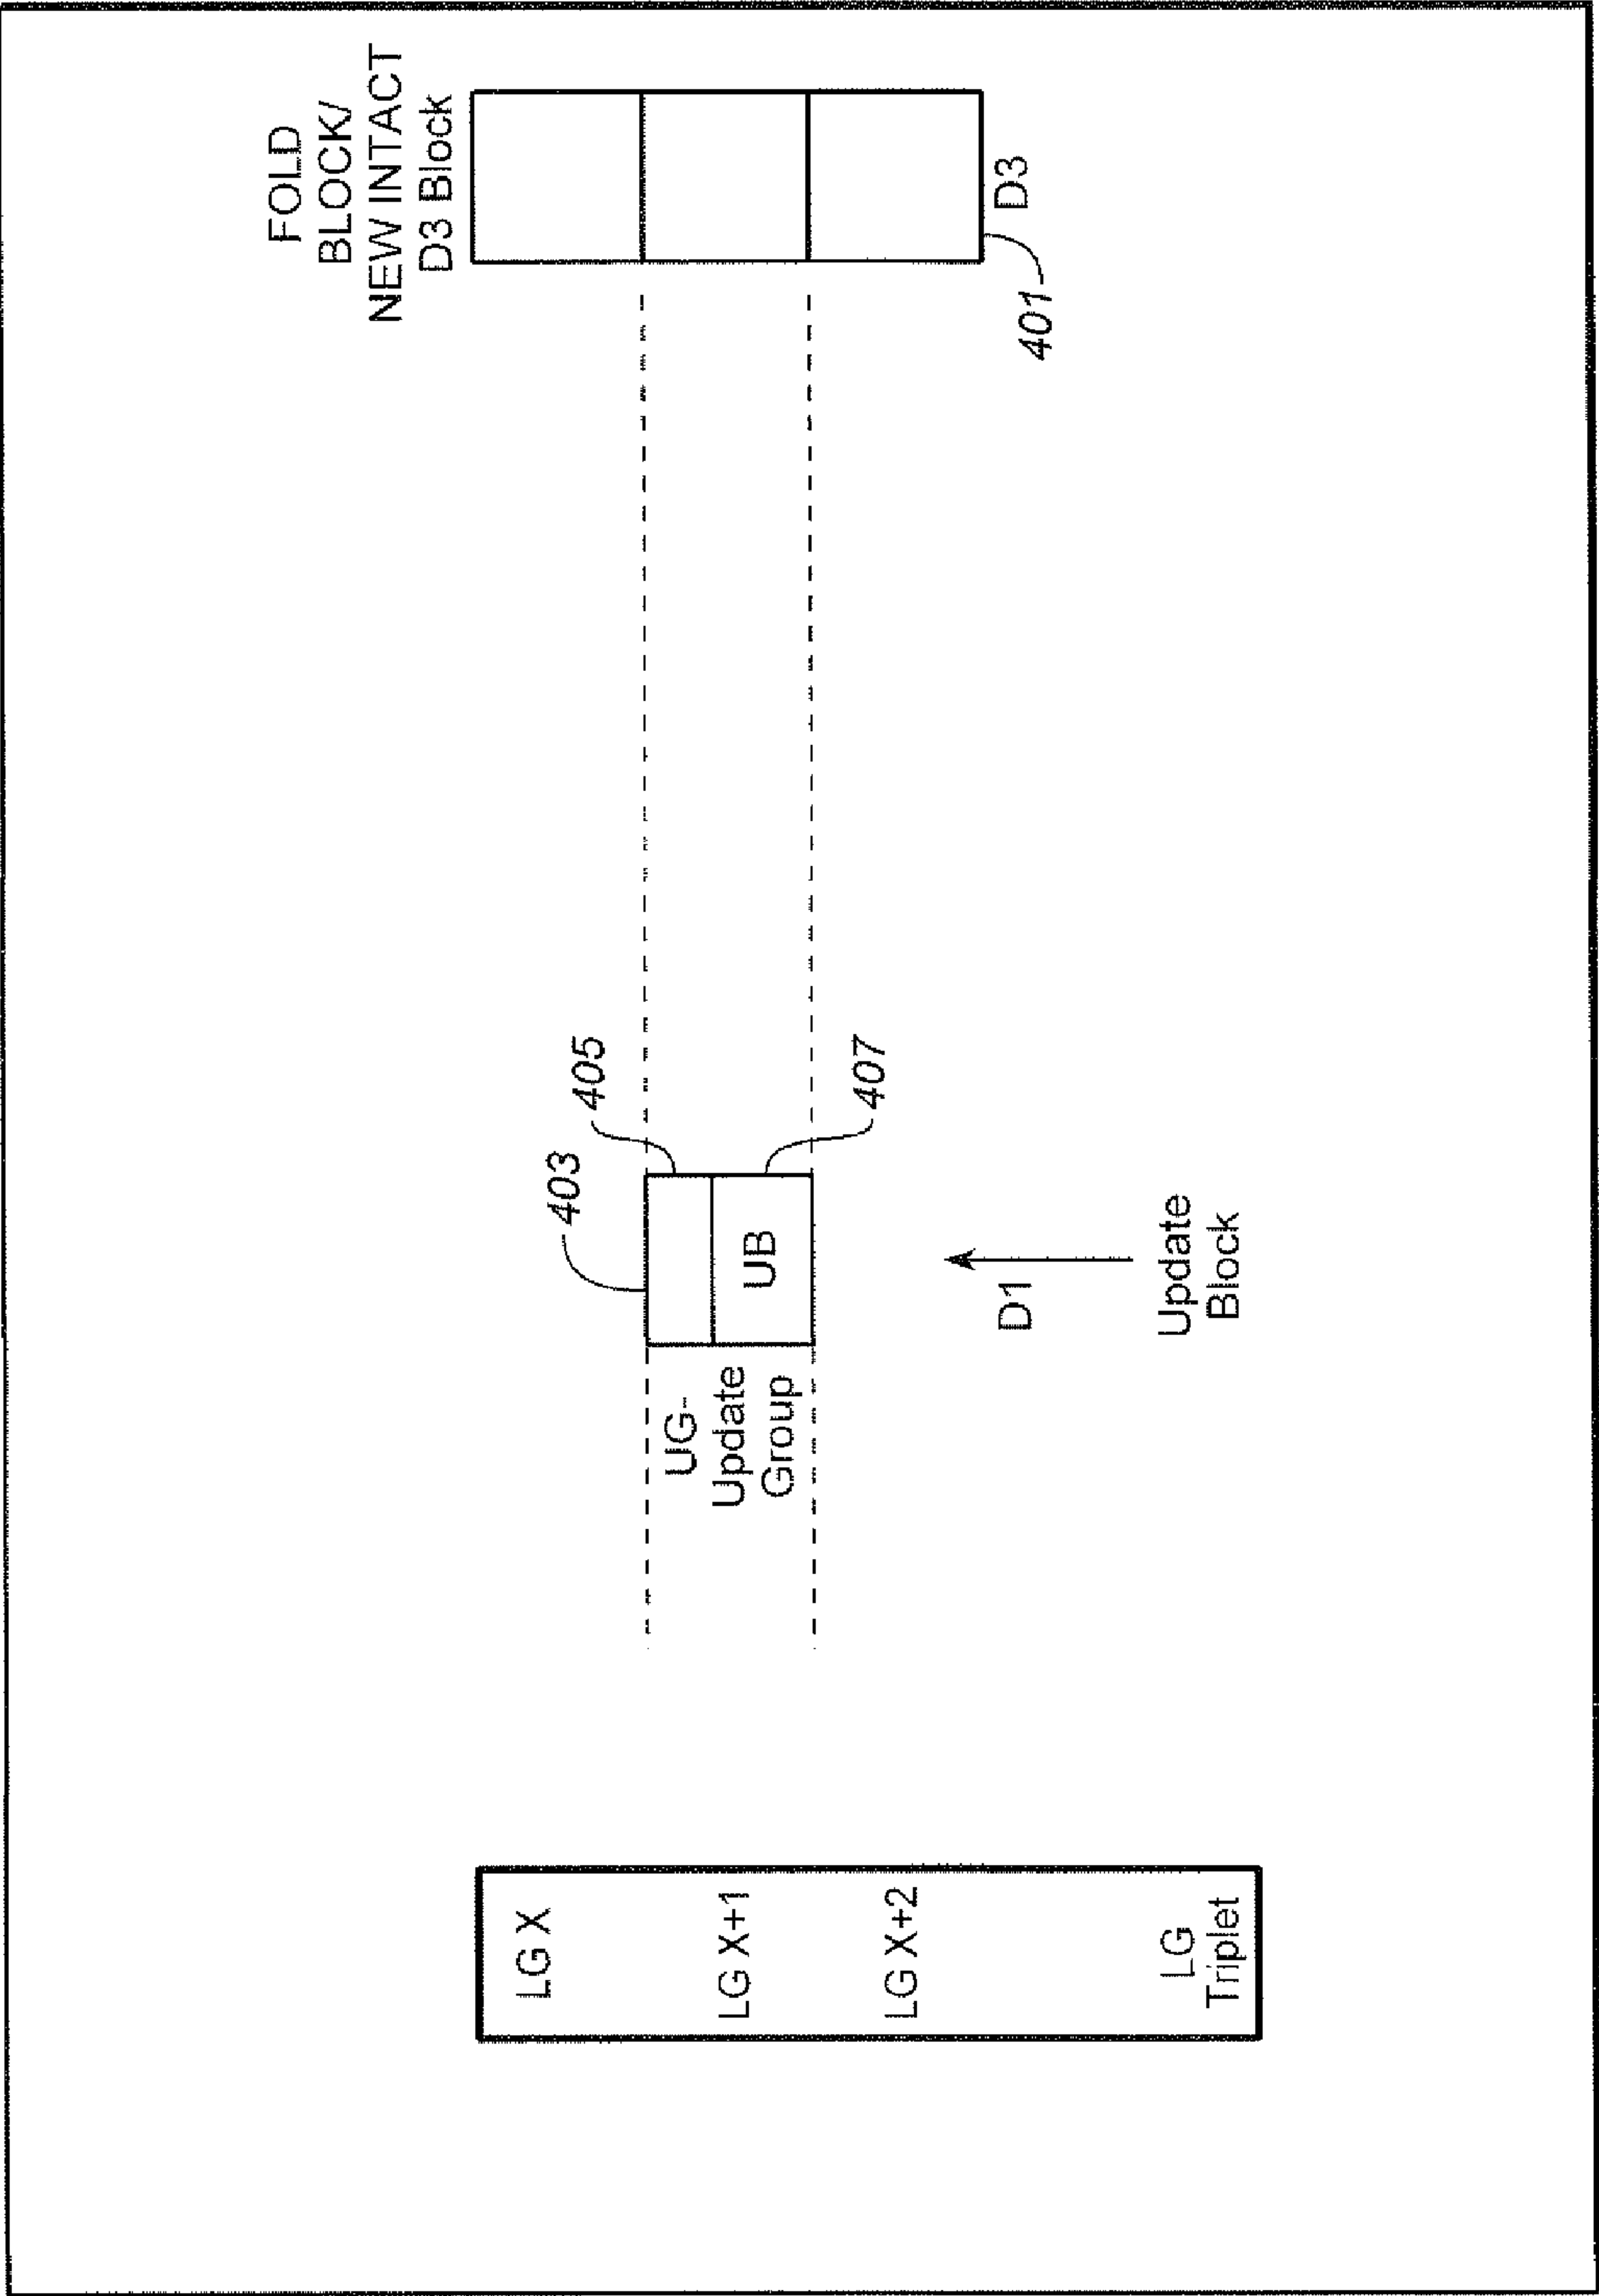 LG X
LG X+1
LG X+2
LG
Triplet
403
405
UG-
Update
Group
UB
407
D1
Update
Block
FOLD
BLOCK/
NEW INTACT
D3 Block
D3
401